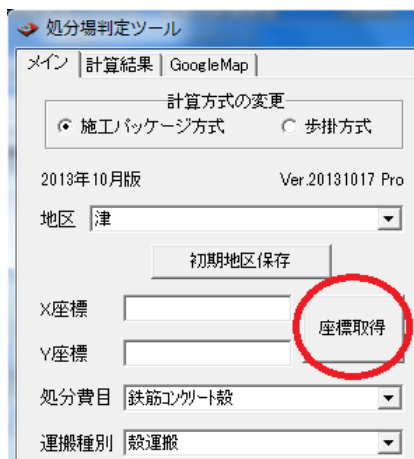 処分場判定ツール
メイン 計算結果 GoogleMap
計算方式の変更
施工パッケージ方式 歩掛方式
2013年10月版 Ver.20131017 Pro
地区 津
初期地区保存
X座標
座標取得
Y座標
処分費目 鉄筋コンクリート殻
運搬種別 殻運搬